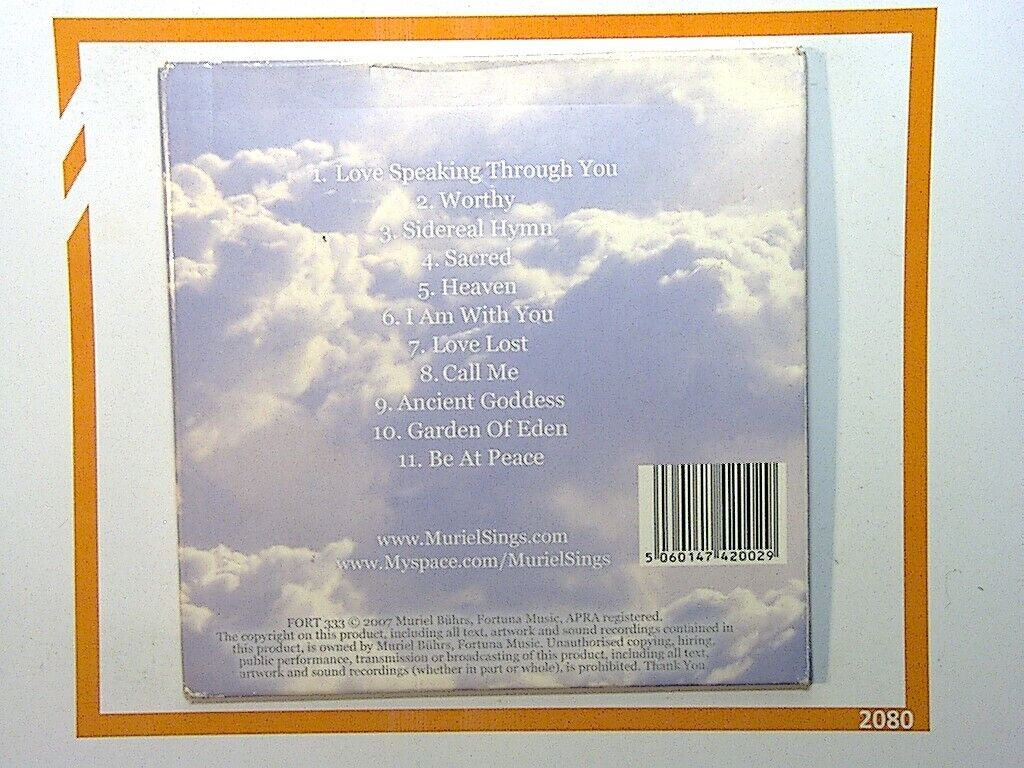 1. Love Speaking Through You
2. Worthy
3. Sidereal Hymn
4. Sacred
5. Heaven
6. I Am With You
7. Love Lost
8. Call Me
9. Ancient Goddess
10. Garden Of Eden
11. Be At Peace
www.MurielSings.com
www.Myspace.com/MurielSings
5 060147 420029
FORT 333 © 2007 Muriel Bührs, Fortuna Music, APRA registered.
The copyright on this product, including all text, artwork and sound recordings contained in
this product, is owned by Muriel Bührs, Fortuna Music. Unauthorised copying, hiring,
public performance, transmission or broadcasting of this product, including all text,
artwork and sound recordings (whether in part or whole), is prohibited. Thank You.
2080